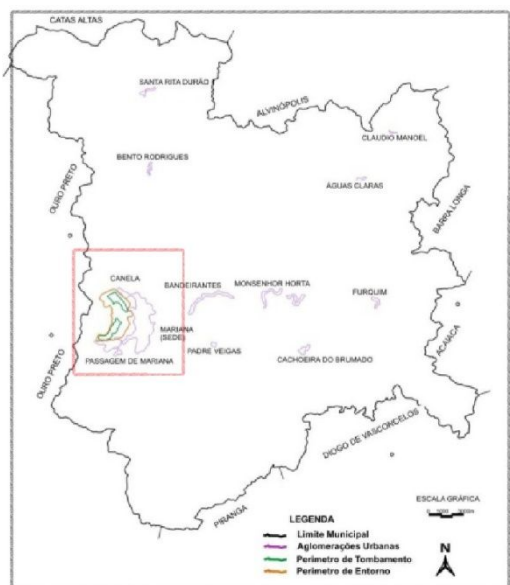 CATAS ALTAS
SANTA RITA DURÃO
ALVINÓPOLIS
CLAUDIO MANOEL
BENTO RODRIGUES
OURO PRETO
ÁGUAS CLARAS
BARRA LONGA
CANELA
BANDEIRANTES
MONSENHOR HORTA
FURQUIM
MARIANA
(SEDE)
PADRE VEIGAS
ACAIACA
PASSAGEM DE MARIANA
CACHOEIRA DO BRUMADO
OURO PRETO
DIOGO DE VASCONCELOS
PIRANGA
ESCALA GRÁFICA
LEGENDA
Limite Municipal
Aglomerações Urbanas
Perímetro de Tombamento
Perímetro de Entorno
N